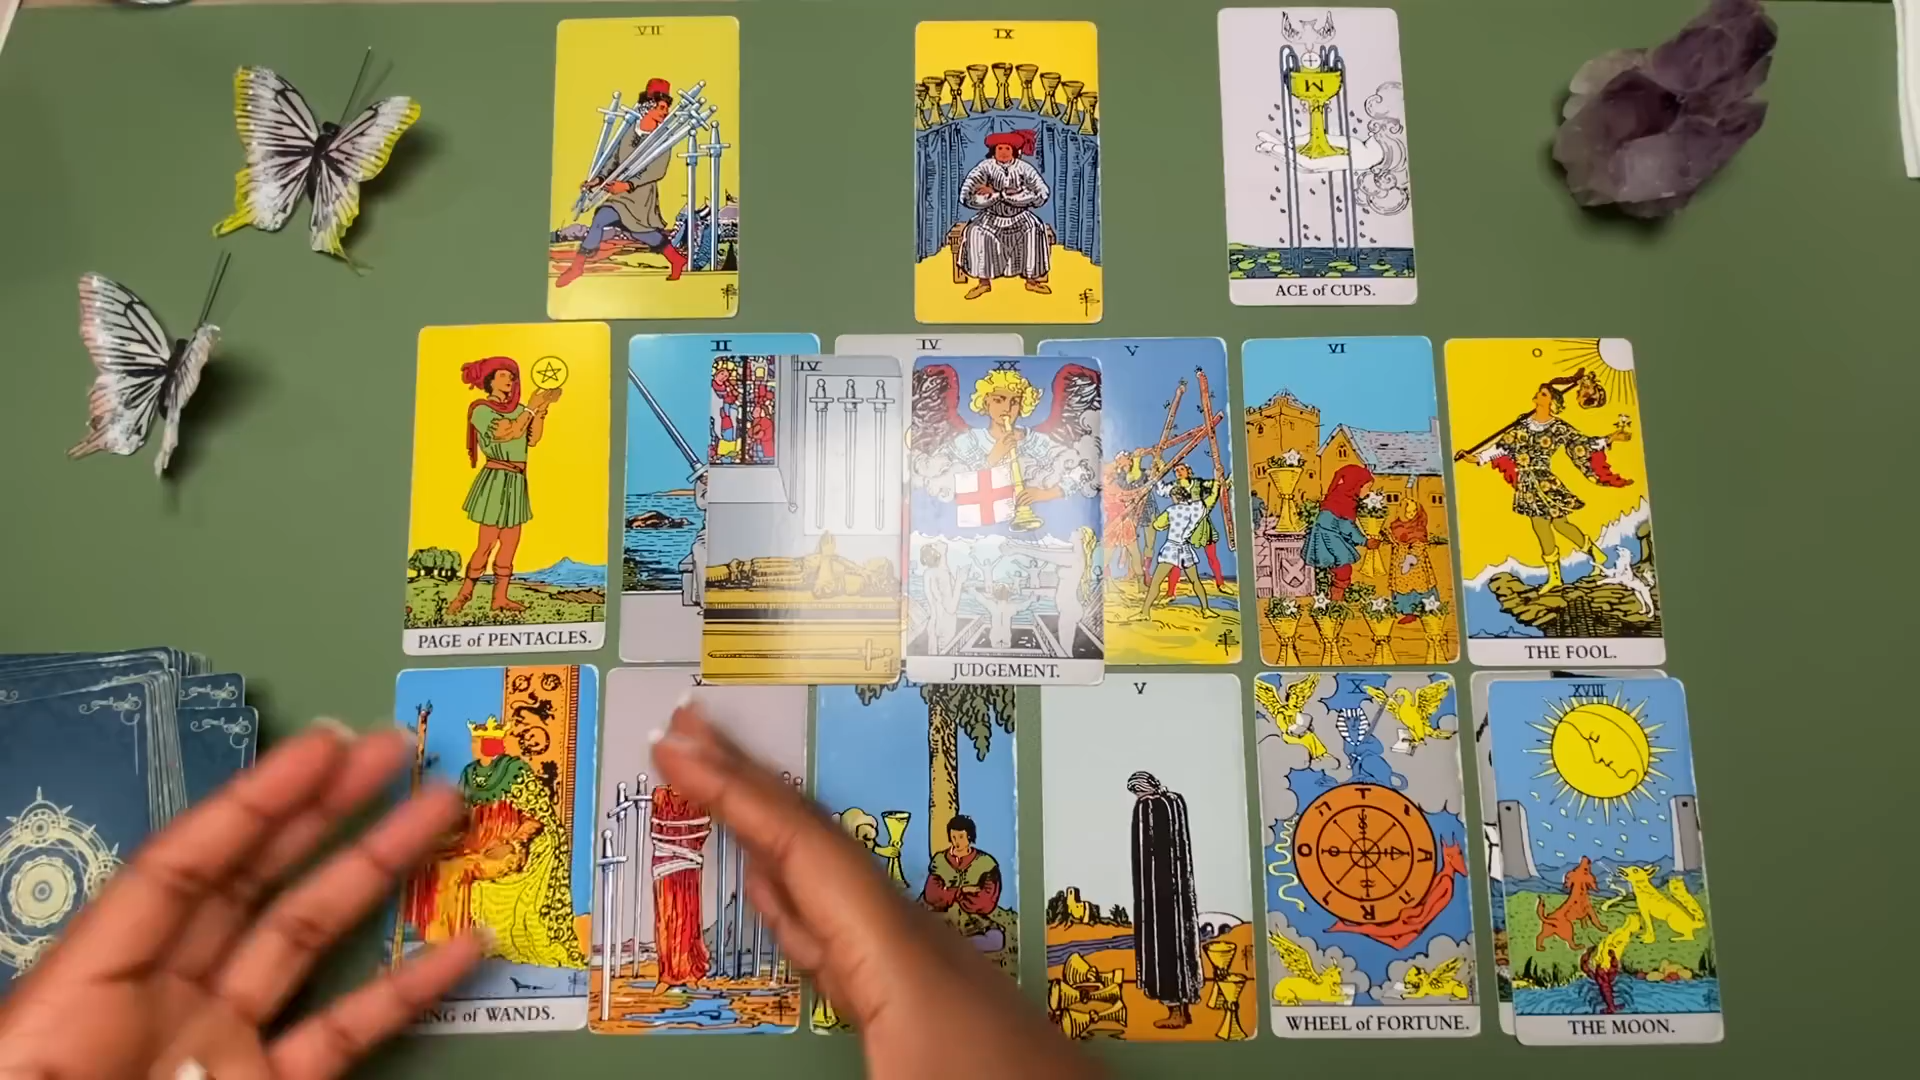 VII
IX
ACE of CUPS.
II
IV
V
VI
O
IV
XX
PAGE of PENTACLES.
JUDGEMENT.
THE FOOL.
V
X
XVIII
ING of WANDS.
WHEEL of FORTUNE.
THE MOON.